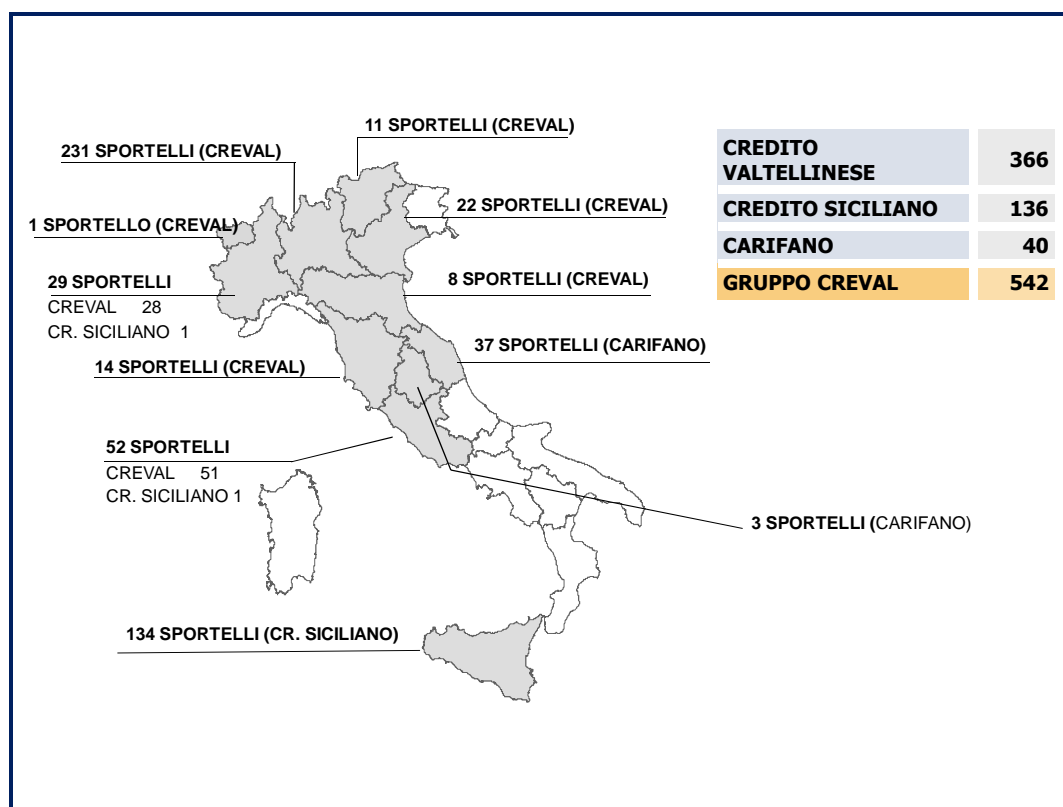 11 SPORTELLI (CREVAL)
231 SPORTELLI (CREVAL)
22 SPORTELLI (CREVAL)
1 SPORTELLO (CREVAL)
29 SPORTELLI
CREVAL 28
CR. SICILIANO 1
8 SPORTELLI (CREVAL)
37 SPORTELLI (CARIFANO)
14 SPORTELLI (CREVAL)
52 SPORTELLI
CREVAL 51
CR. SICILIANO 1
3 SPORTELLI (CARIFANO)
134 SPORTELLI (CR. SICILIANO)
CREDITO
VALTELLINESE 366
CREDITO SICILIANO 136
CARIFANO 40
GRUPPO CREVAL 542